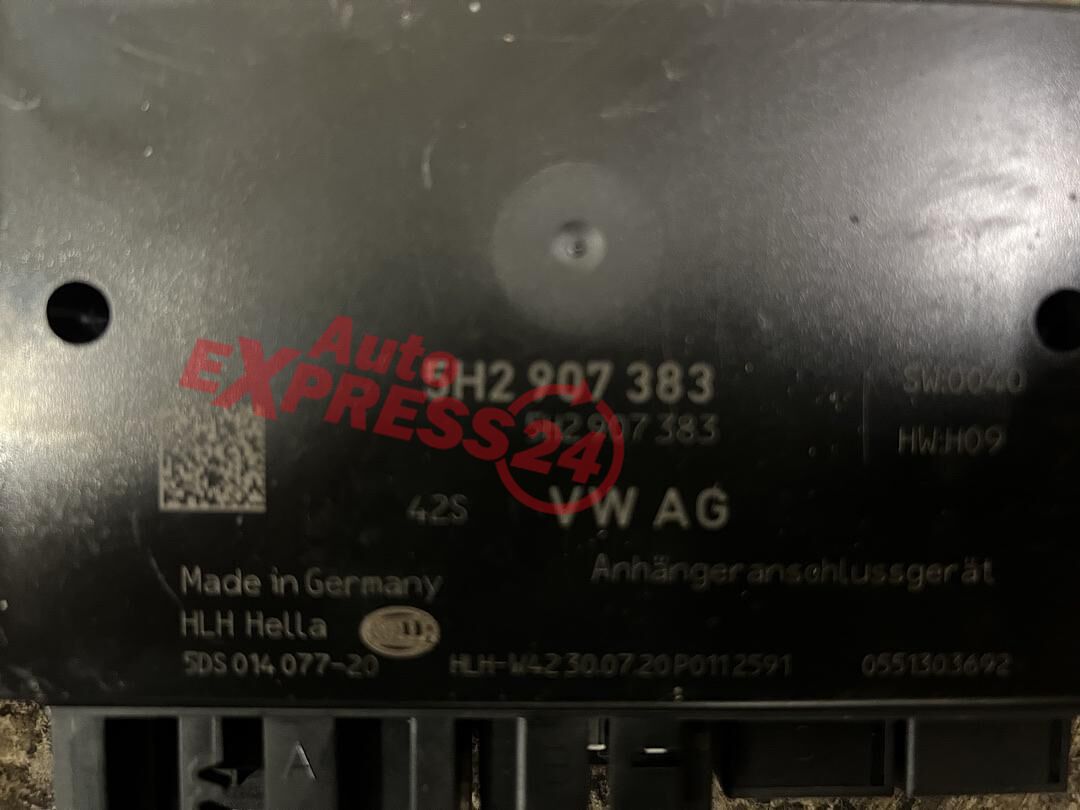 Auto
EXPRESS24
5H2 907 383
SW:0040
5H2 907 383
HW:H09
42S
VW AG
Made in Germany
Anhängeranschlussgerät
HLH Hella
5DS 014 077-20
HLH-W42 30.07.20 P0112591
0551303692
A